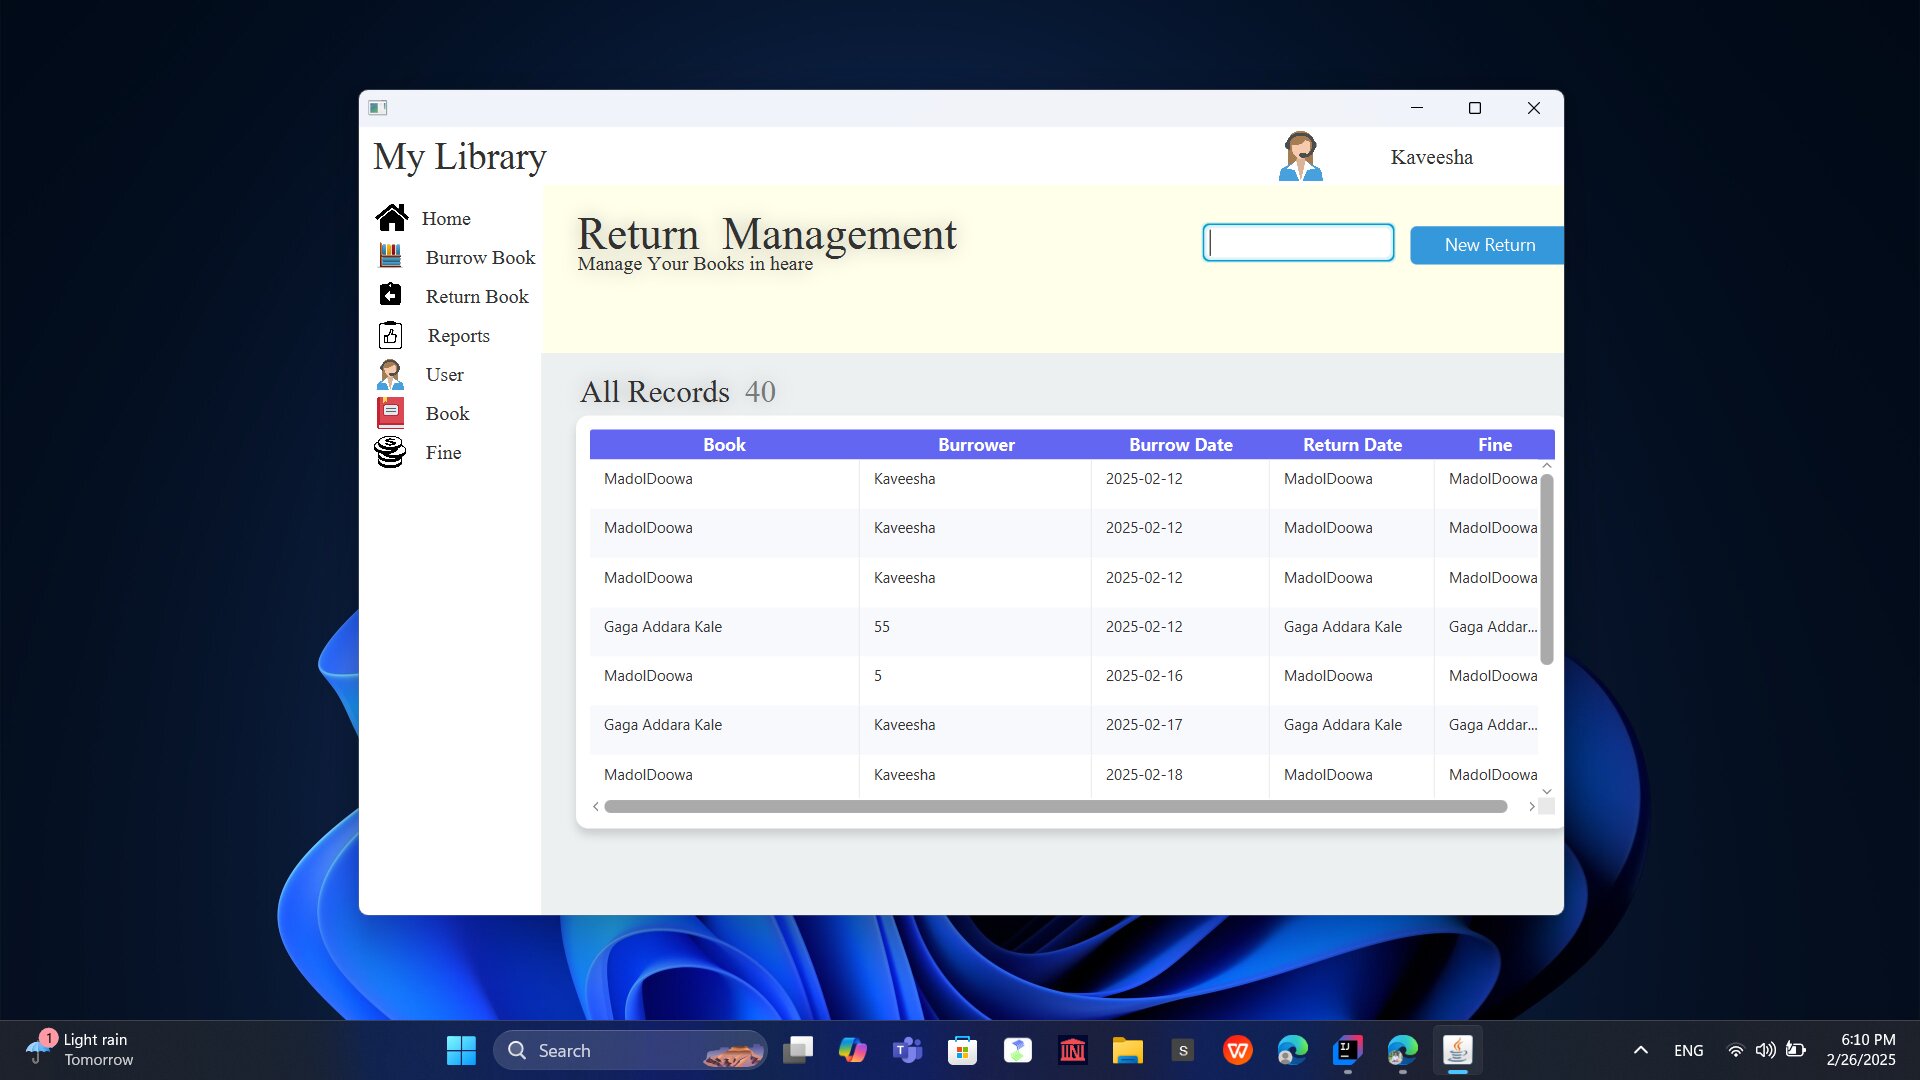 My Library
Kaveesha
Home
Burrow Book
Return Book
Reports
User
Book
Fine
Return Management
Manage Your Books in heare
New Return
All Records 40
Book Burrower Burrow Date Return Date Fine
MadolDoowa Kaveesha 2025-02-12 MadolDoowa MadolDoowa
MadolDoowa Kaveesha 2025-02-12 MadolDoowa MadolDoowa
MadolDoowa Kaveesha 2025-02-12 MadolDoowa MadolDoowa
Gaga Addara Kale 55 2025-02-12 Gaga Addara Kale Gaga Addar...
MadolDoowa 5 2025-02-16 MadolDoowa MadolDoowa
Gaga Addara Kale Kaveesha 2025-02-17 Gaga Addara Kale Gaga Addar...
MadolDoowa Kaveesha 2025-02-18 MadolDoowa MadolDoowa
1
Light rain
Tomorrow
Search
T
S
W
IJ
ENG
6:10 PM
2/26/2025